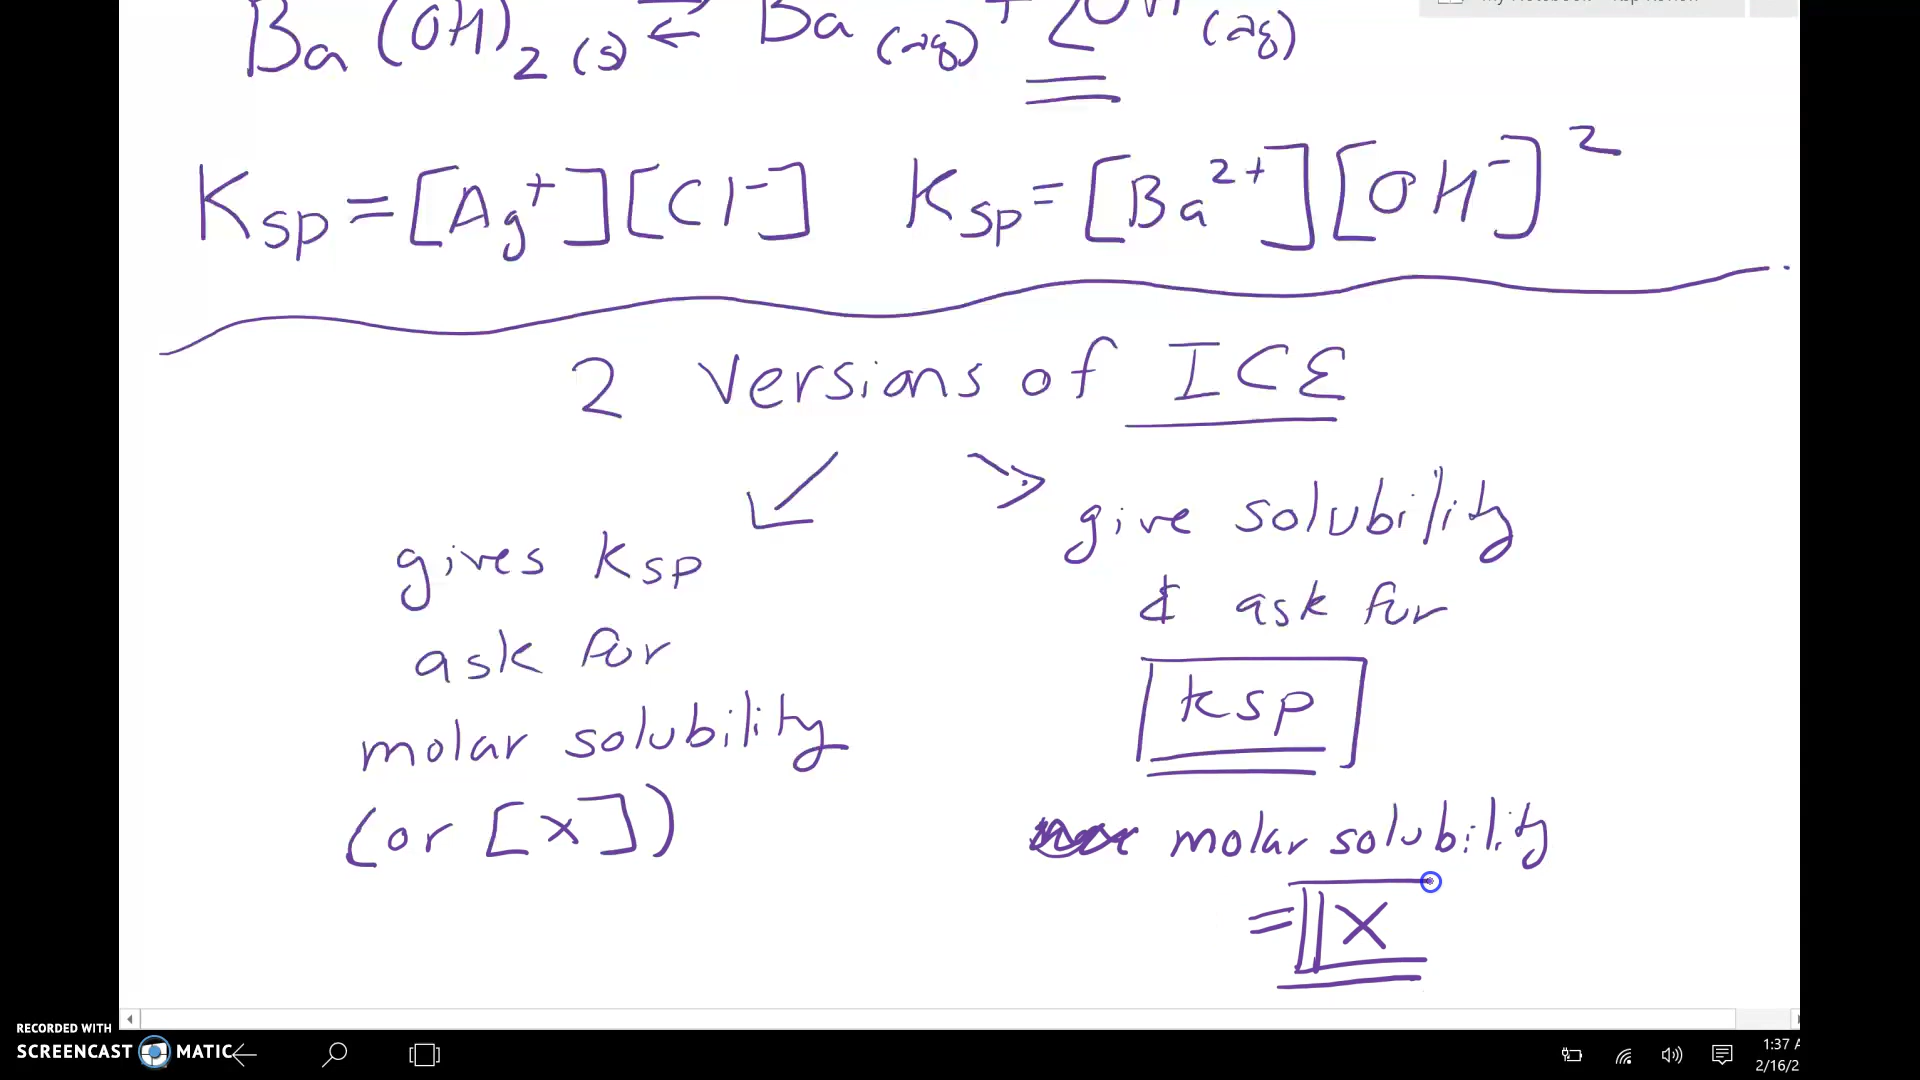 Ba(OH)2 (s) ⇌ Ba (aq) + 2OH (aq)
Ksp = [Ag+][Cl-] Ksp = [Ba2+][OH-]2
2 versions of ICE
gives Ksp
ask for
molar solubility
(or [x])
give solubility
& ask for
Ksp
molar solubility
= x
RECORDED WITH
SCREENCAST MATIC
1:37 A
2/16/2